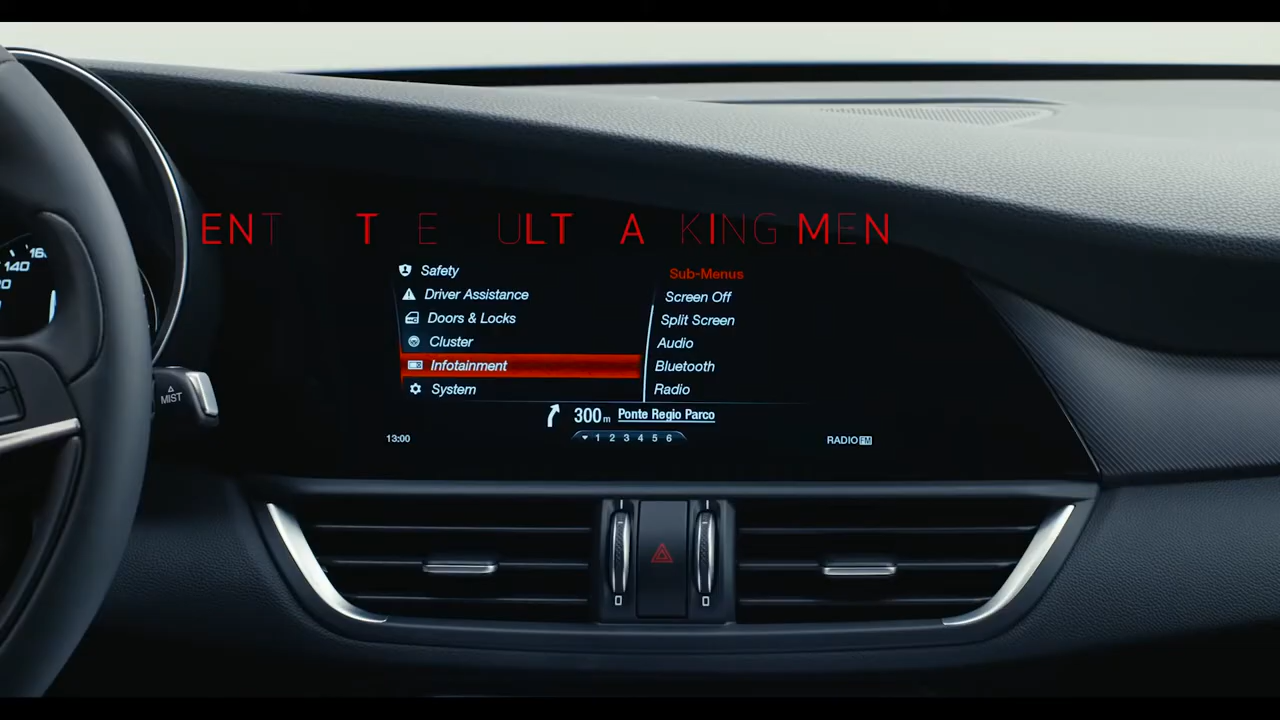 ENT T E ULT A KING MEN
Safety
Driver Assistance
Doors & Locks
Cluster
Infotainment
System
Sub-Menus
Screen Off
Split Screen
Audio
Bluetooth
Radio
300m Ponte Regio Parco
13:00
1 2 3 4 5 6
RADIO FM
MIST
140